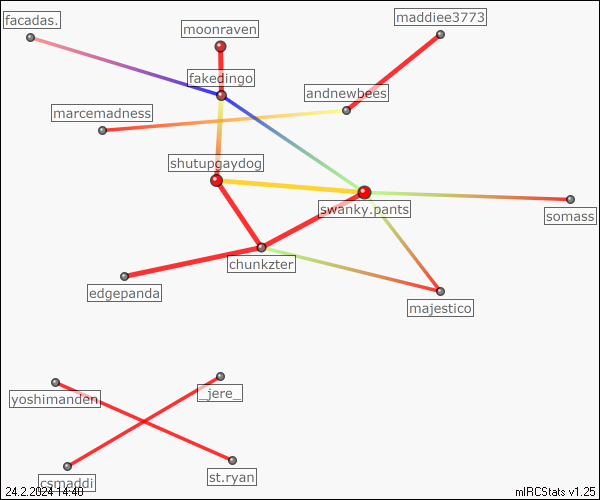 facadas.
moonraven
maddiee3773
fakedingo
andnewbees
marcemadness
shutupgaydog
swanky.pants
somass
chunkzter
edgepanda
majestico
yoshimanden
_jere_
csmaddi
st.ryan
24.2.2024 14:40
mIRCStats v1.25